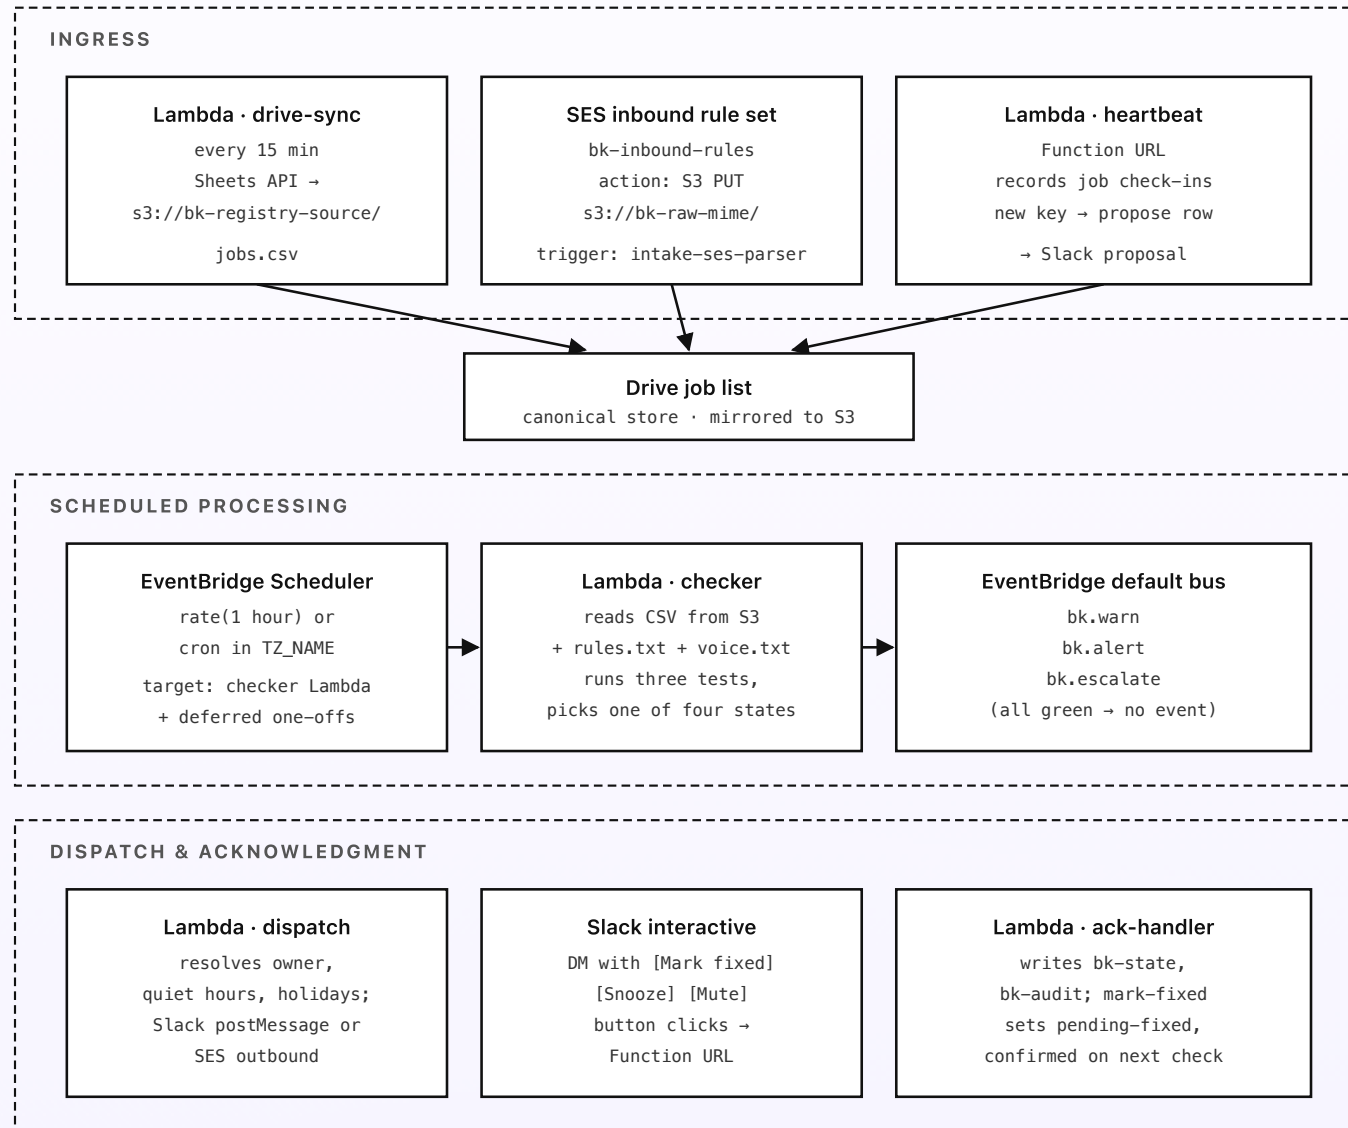 INGRESS
Lambda · drive-sync
every 15 min
Sheets API →
s3://bk-registry-source/
jobs.csv
SES inbound rule set
bk-inbound-rules
action: S3 PUT
s3://bk-raw-mime/
trigger: intake-ses-parser
Lambda · heartbeat
Function URL
records job check-ins
new key → propose row
→ Slack proposal
Drive job list
canonical store · mirrored to S3
SCHEDULED PROCESSING
EventBridge Scheduler
rate(1 hour) or
cron in TZ_NAME
target: checker Lambda
+ deferred one-offs
Lambda · checker
reads CSV from S3
+ rules.txt + voice.txt
runs three tests,
picks one of four states
EventBridge default bus
bk.warn
bk.alert
bk.escalate
(all green → no event)
DISPATCH & ACKNOWLEDGMENT
Lambda · dispatch
resolves owner,
quiet hours, holidays;
Slack postMessage or
SES outbound
Slack interactive
DM with [Mark fixed]
[Snooze] [Mute]
button clicks →
Function URL
Lambda · ack-handler
writes bk-state,
bk-audit; mark-fixed
sets pending-fixed,
confirmed on next check